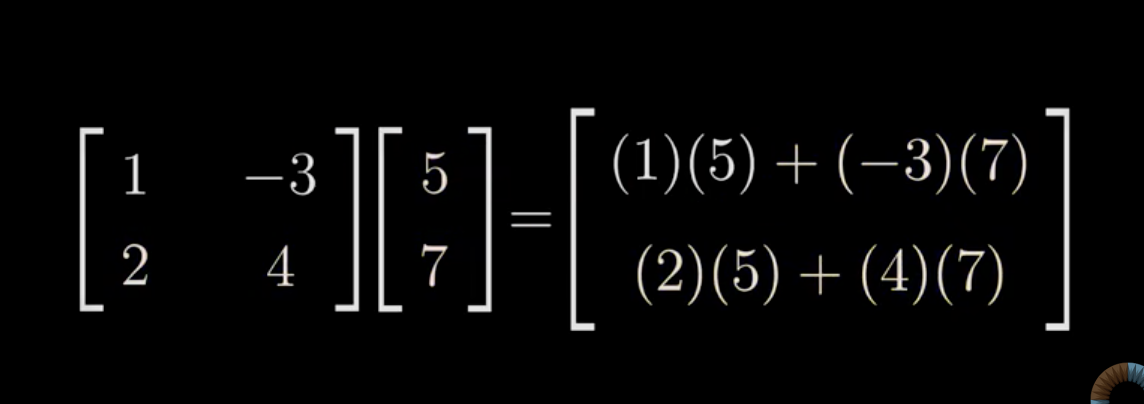 [1 −3; 2 4] [5; 7] = [(1)(5) + (−3)(7); (2)(5) + (4)(7)]